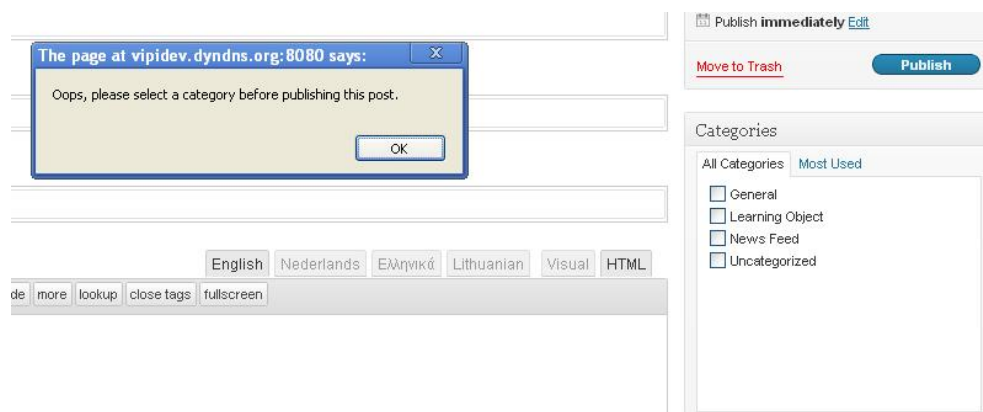 Publish immediately Edit
The page at vipidev.dyndns.org:8080 says:
X
Move to Trash
Publish
Oops, please select a category before publishing this post.
OK
Categories
All Categories Most Used
General
Learning Object
News Feed
Uncategorized
English Nederlands Ελληνικά Lithuanian Visual HTML
de more lookup close tags fullscreen